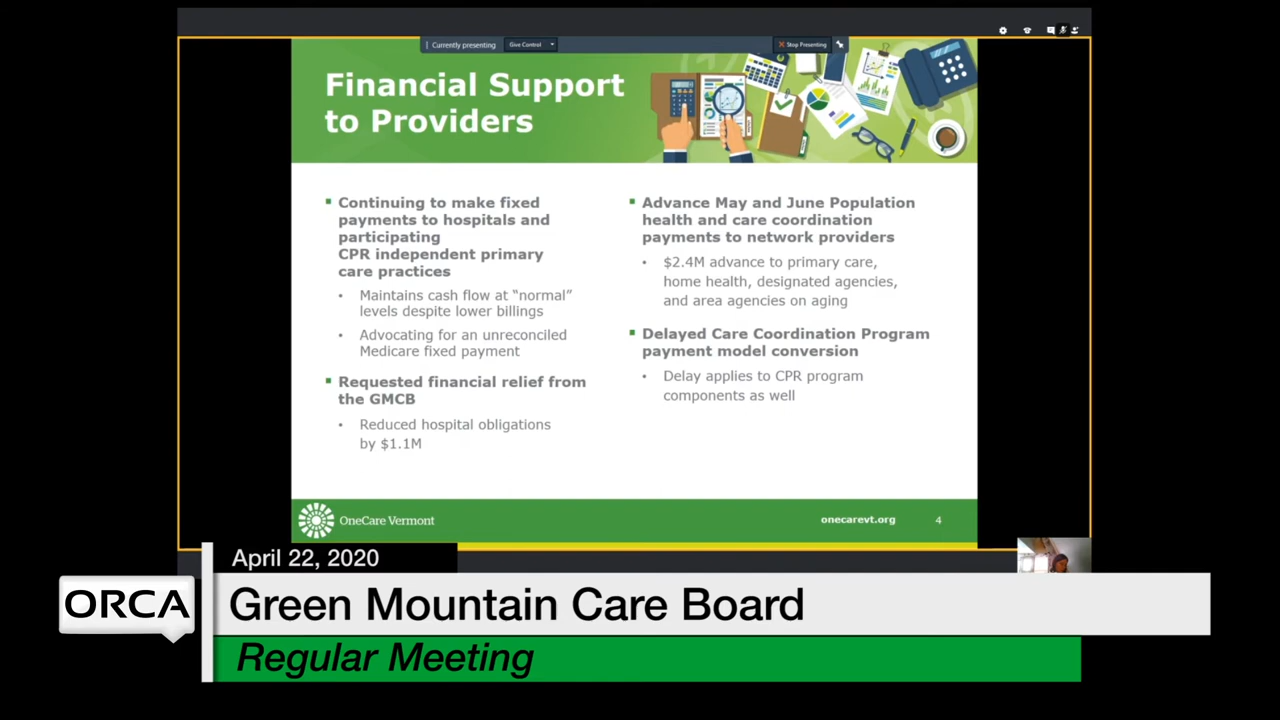 Currently presenting
Give Control
Stop Presenting
Financial Support
to Providers
▪ Continuing to make fixed
payments to hospitals and
participating
CPR independent primary
care practices
• Maintains cash flow at “normal”
levels despite lower billings
• Advocating for an unreconciled
Medicare fixed payment
▪ Requested financial relief from
the GMCB
• Reduced hospital obligations
by $1.1M
▪ Advance May and June Population
health and care coordination
payments to network providers
• $2.4M advance to primary care,
home health, designated agencies,
and area agencies on aging
▪ Delayed Care Coordination Program
payment model conversion
• Delay applies to CPR program
components as well
OneCare Vermont
onecarevt.org
4
April 22, 2020
ORCA
Green Mountain Care Board
Regular Meeting